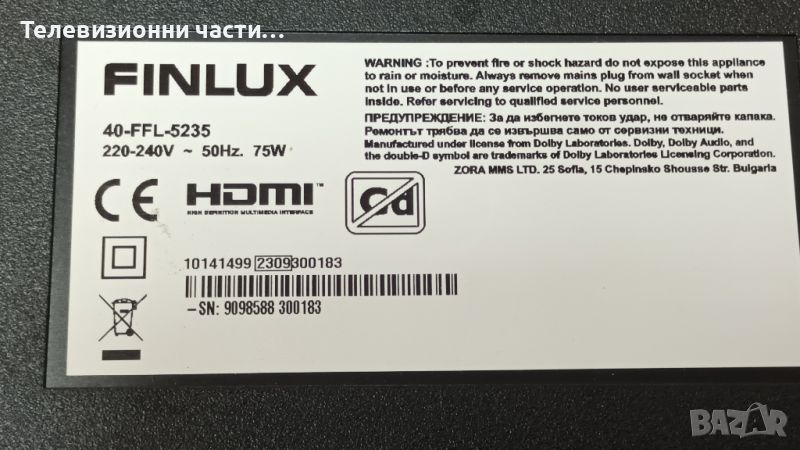 Телевизионни части...
FINLUX
40-FFL-5235
220-240V ~ 50Hz. 75W
WARNING :To prevent fire or shock hazard do not expose this appliance
to rain or moisture. Always remove mains plug from wall socket when
not in use or before any service operation. No user serviceable parts
inside. Refer servicing to qualified service personnel.
ПРЕДУПРЕЖДЕНИЕ: За да избегнете токов удар, не отваряйте капака.
Ремонтът трябва да се извършва само от сервизни техници.
Manufactured under license from Dolby Laboratories. Dolby, Dolby Audio, and
the double-D symbol are trademarks of Dolby Laboratories Licensing Corporation.
ZORA MMS LTD. 25 Sofia, 15 Chepinsko Shousse Str. Bulgaria
CE HDMI™
HIGH DEFINITION MULTIMEDIA INTERFACE
Cd
10141499 2309300183
–SN: 9098588 300183
BAZAR